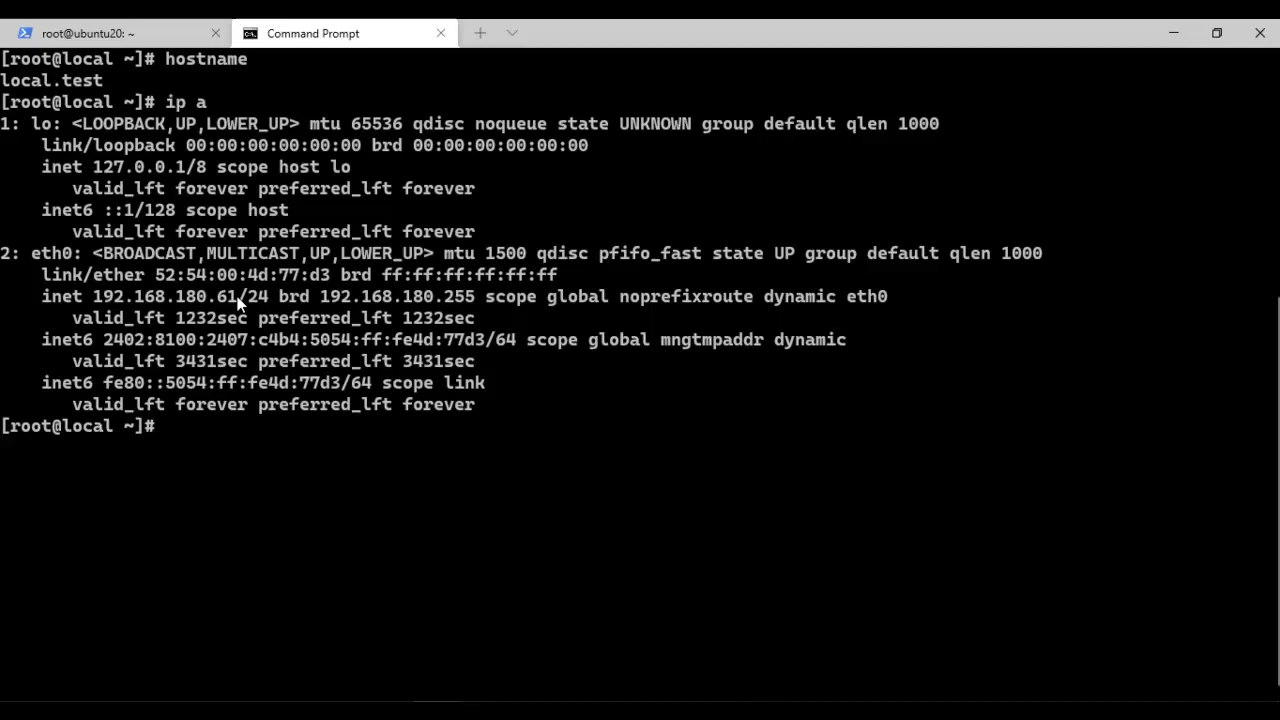 root@ubuntu20: ~
Command Prompt
[root@local ~]# hostname
local.test
[root@local ~]# ip a
1: lo: <LOOPBACK,UP,LOWER_UP> mtu 65536 qdisc noqueue state UNKNOWN group default qlen 1000
    link/loopback 00:00:00:00:00:00 brd 00:00:00:00:00:00
    inet 127.0.0.1/8 scope host lo
       valid_lft forever preferred_lft forever
    inet6 ::1/128 scope host
       valid_lft forever preferred_lft forever
2: eth0: <BROADCAST,MULTICAST,UP,LOWER_UP> mtu 1500 qdisc pfifo_fast state UP group default qlen 1000
    link/ether 52:54:00:4d:77:d3 brd ff:ff:ff:ff:ff:ff
    inet 192.168.180.61/24 brd 192.168.180.255 scope global noprefixroute dynamic eth0
       valid_lft 1232sec preferred_lft 1232sec
    inet6 2402:8100:2407:c4b4:5054:ff:fe4d:77d3/64 scope global mngtmpaddr dynamic
       valid_lft 3431sec preferred_lft 3431sec
    inet6 fe80::5054:ff:fe4d:77d3/64 scope link
       valid_lft forever preferred_lft forever
[root@local ~]#